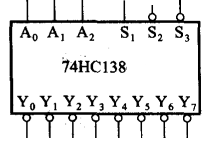 A₀ A₁ A₂ S₁ S₂ S₃
74HC138
Y₀ Y₁ Y₂ Y₃ Y₄ Y₅ Y₆ Y₇